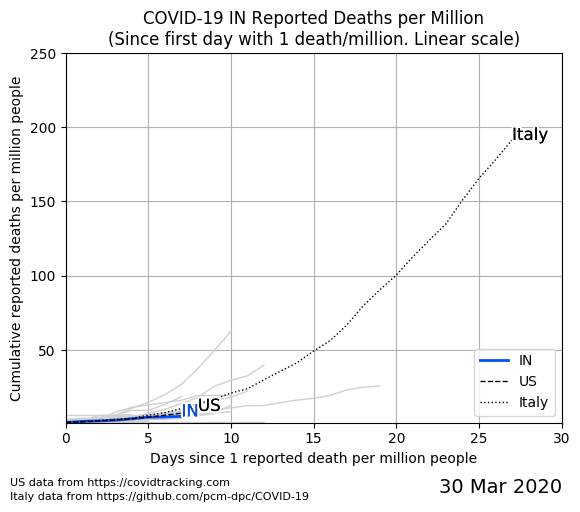 COVID-19 IN Reported Deaths per Million
(Since first day with 1 death/million. Linear scale)
Cumulative reported deaths per million people
250
200
150
100
50
Italy
IN
US
IN
US
Italy
0
5
10
15
20
25
30
Days since 1 reported death per million people
US data from https://covidtracking.com
Italy data from https://github.com/pcm-dpc/COVID-19
30 Mar 2020